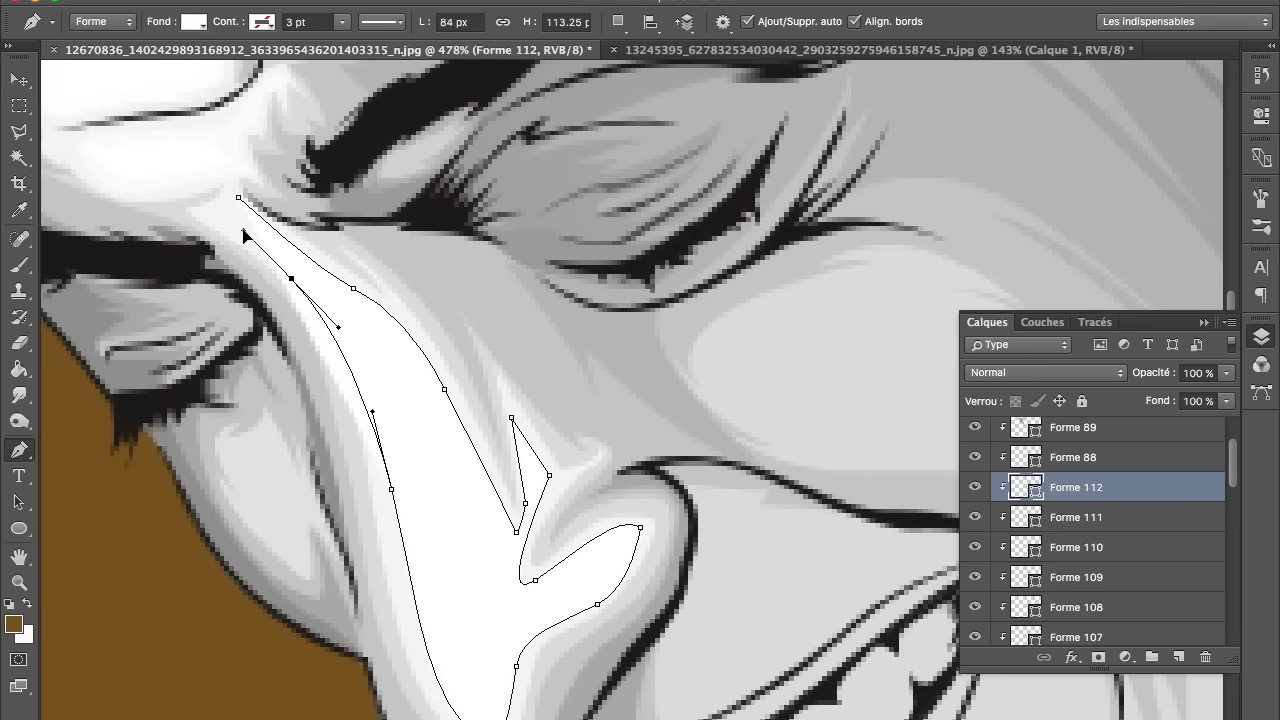 Forme Fond : Cont. : 3 pt L : 84 px H : 113.25 p Ajout/Suppr. auto Align. bords Les indispensables
12670836_1402429893168912_3633965436201403315_n.jpg @ 478% (Forme 112, RVB/8) * 13245395_627832534030442_2903259275946158745_n.jpg @ 143% (Calque 1, RVB/8) *
Calques Couches Tracés
Type
Normal Opacité : 100 %
Verrou : Fond : 100 %
Forme 89
Forme 88
Forme 112
Forme 111
Forme 110
Forme 109
Forme 108
Forme 107